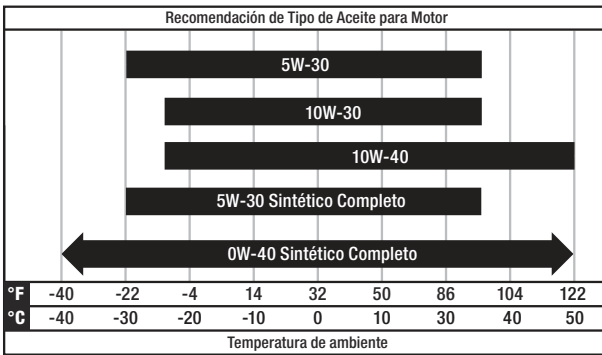 Recomendación de Tipo de Aceite para Motor
5W-30
10W-30
10W-40
5W-30 Sintético Completo
0W-40 Sintético Completo
°F -40 -22 -4 14 32 50 86 104 122
°C -40 -30 -20 -10 0 10 30 40 50
Temperatura de ambiente